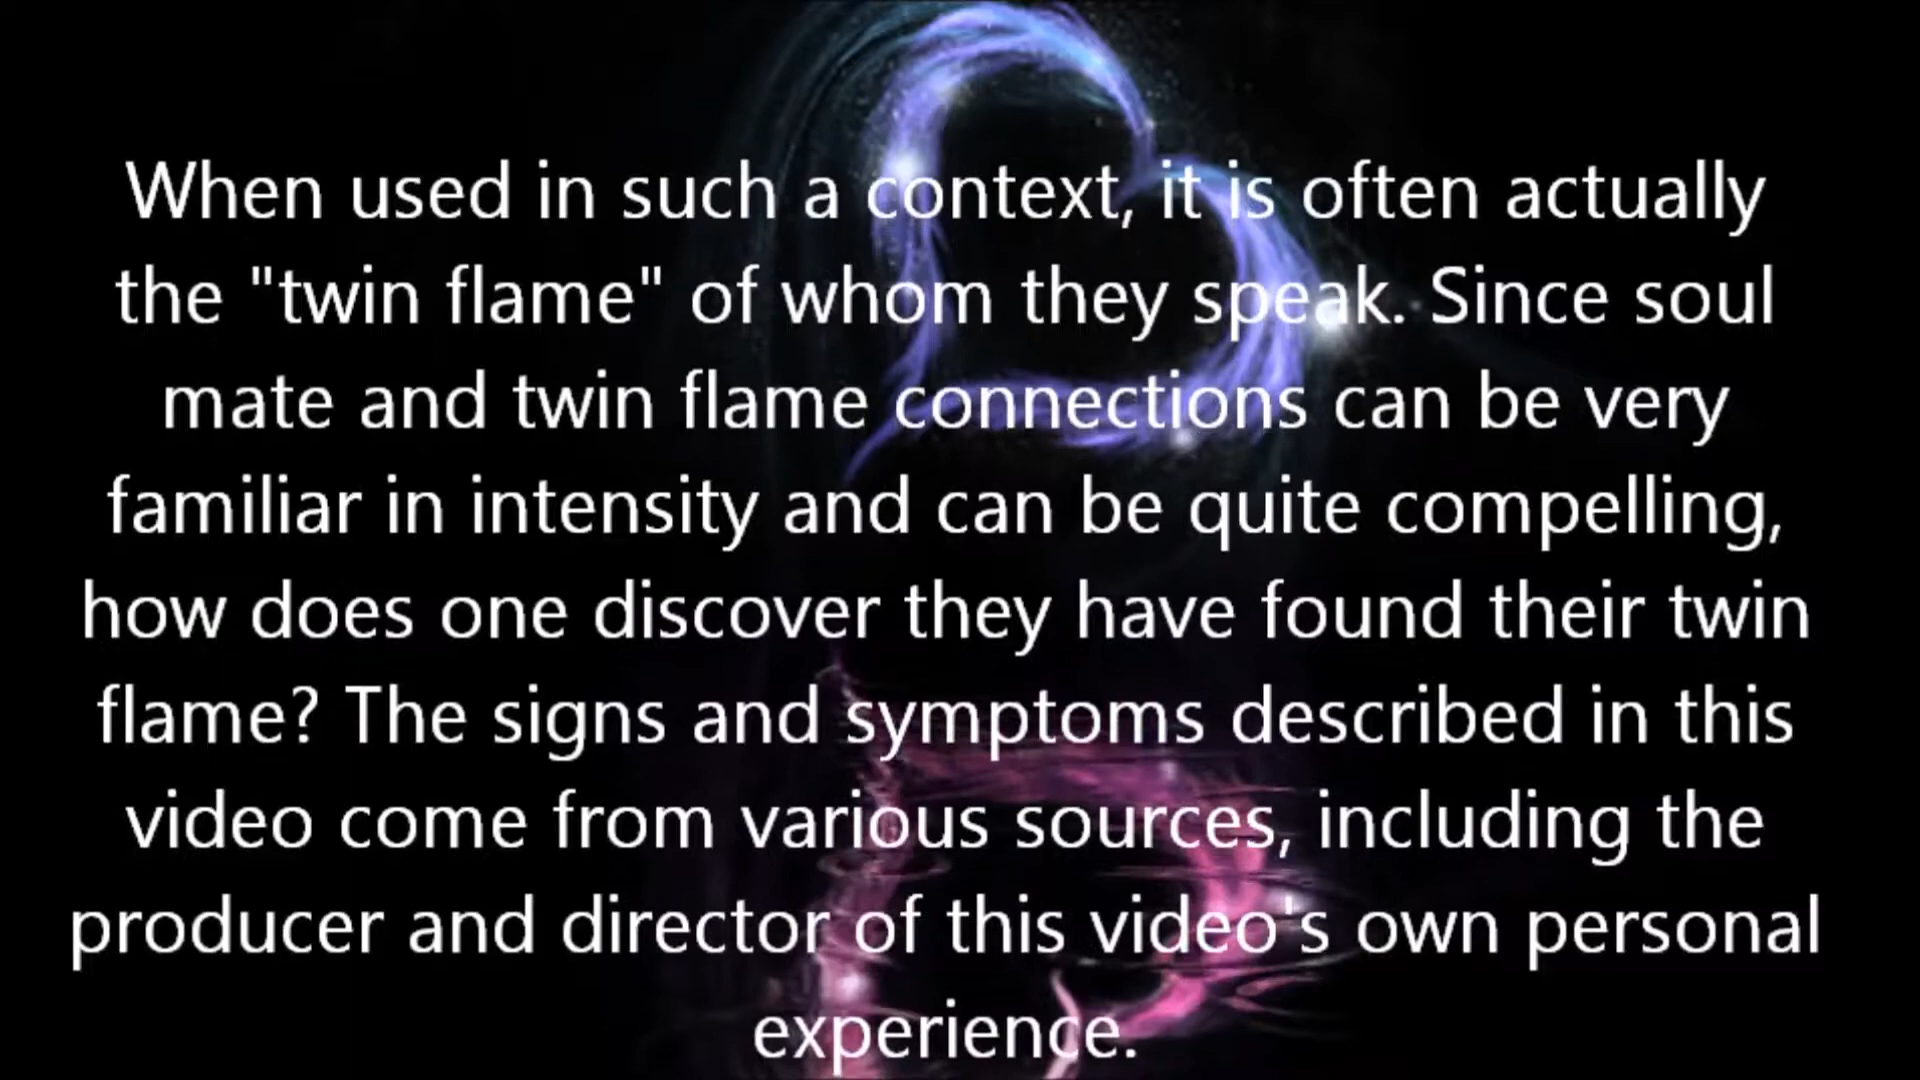 When used in such a context, it is often actually
the "twin flame" of whom they speak. Since soul
mate and twin flame connections can be very
familiar in intensity and can be quite compelling,
how does one discover they have found their twin
flame? The signs and symptoms described in this
video come from various sources, including the
producer and director of this video's own personal
experience.